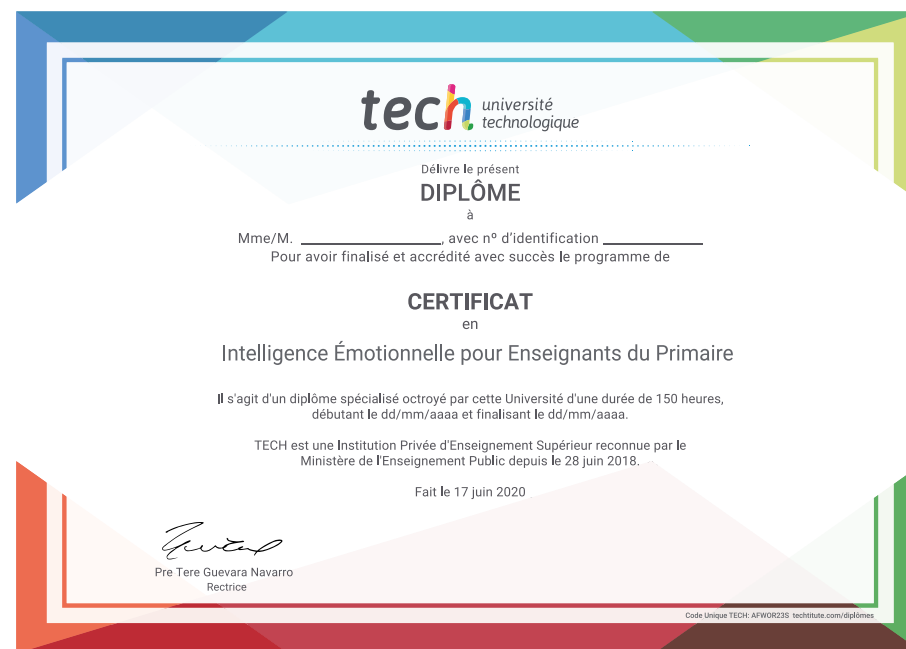 tech université
technologique
Délivre le présent
DIPLÔME
à
Mme/M. ____________________, avec nº d'identification ______________
Pour avoir finalisé et accrédité avec succès le programme de
CERTIFICAT
en
Intelligence Émotionnelle pour Enseignants du Primaire
Il s'agit d'un diplôme spécialisé octroyé par cette Université d'une durée de 150 heures,
débutant le dd/mm/aaaa et finalisant le dd/mm/aaaa.
TECH est une Institution Privée d'Enseignement Supérieur reconnue par le
Ministère de l'Enseignement Public depuis le 28 juin 2018.
Fait le 17 juin 2020
Pre Tere Guevara Navarro
Rectrice
Code Unique TECH: AFWOR23S techtitute.com/diplômes